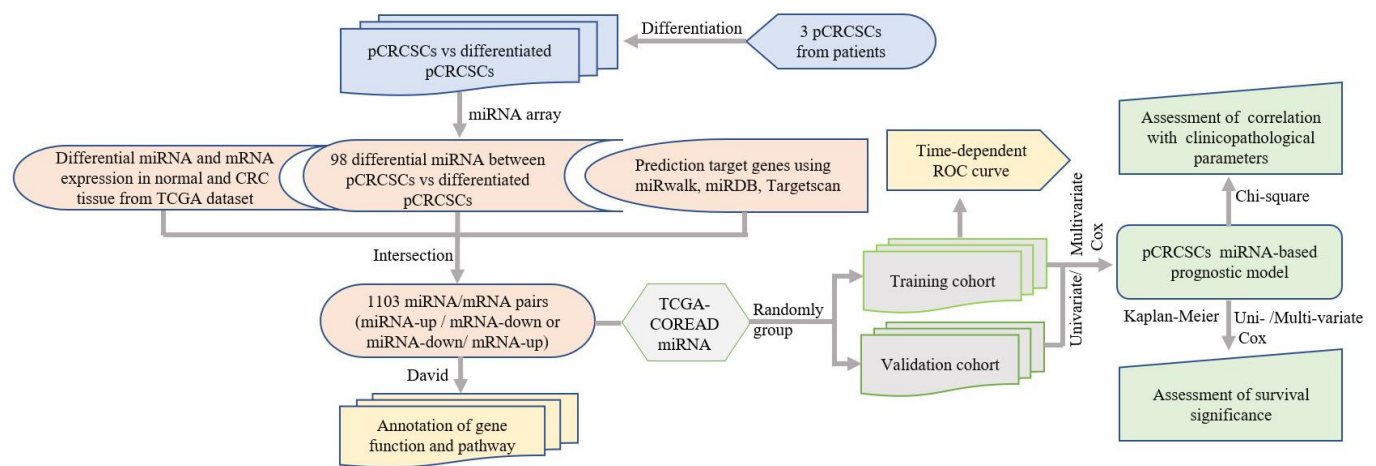 pCRCSCs vs differentiated
pCRCSCs
Differentiation
3 pCRCSCs
from patients
miRNA array
Differential miRNA and mRNA
expression in normal and CRC
tissue from TCGA dataset
98 differential miRNA between
pCRCSCs vs differentiated
pCRCSCs
Prediction target genes using
miRwalk, miRDB, Targetscan
Intersection
1103 miRNA/mRNA pairs
(miRNA-up / mRNA-down or
miRNA-down/ mRNA-up)
David
Annotation of gene
function and pathway
TCGA-
COREAD
miRNA
Randomly
group
Time-dependent
ROC curve
Training cohort
Validation cohort
Univariate/ Multivariate
Cox
Assessment of correlation
with clinicopathological
parameters
Chi-square
pCRCSCs miRNA-based
prognostic model
Kaplan-Meier
Uni- /Multi-variate
Cox
Assessment of survival
significance